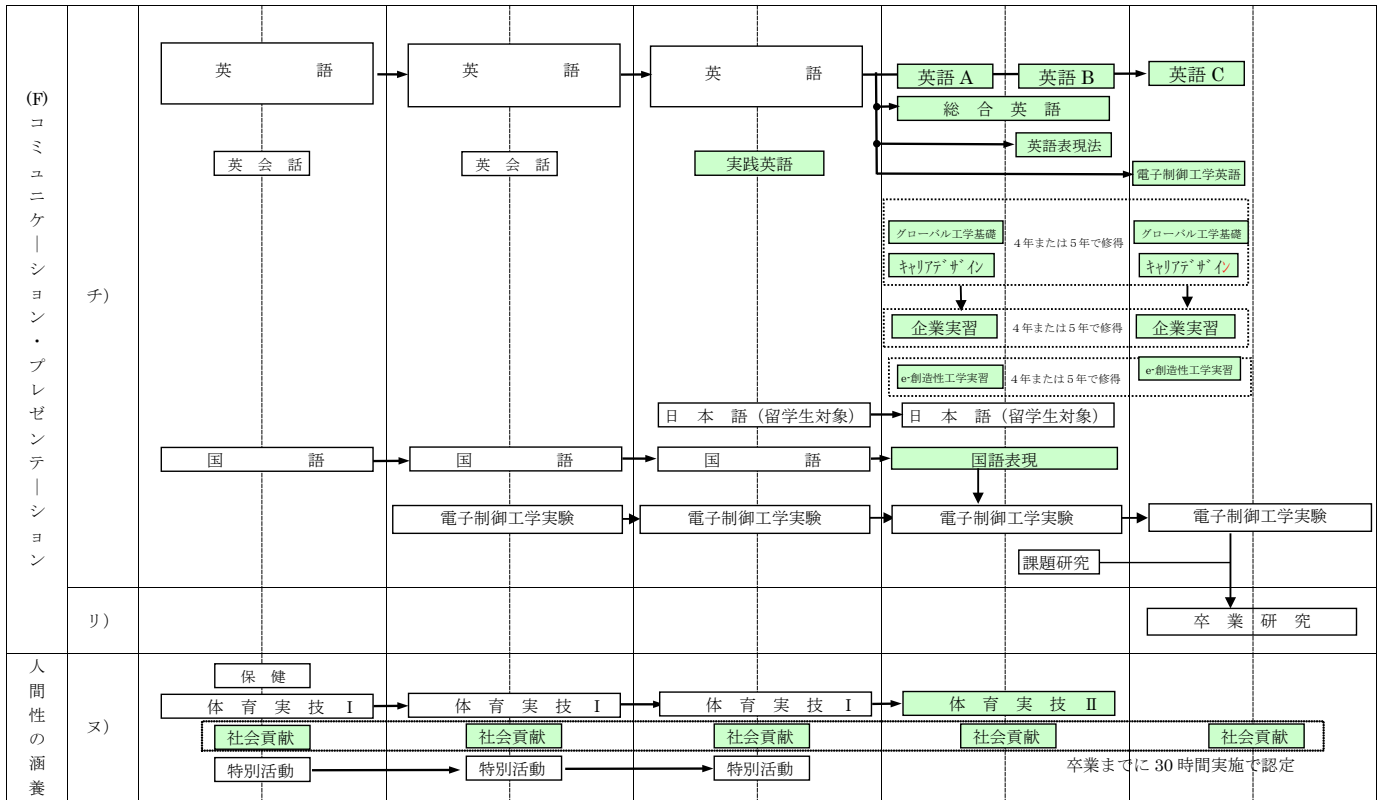 (F)コミュニケーション・プレゼンテーション
チ)
英 語
英 語
英 語
英語 A
英語 B
英語 C
総 合 英 語
英語表現法
英 会 話
英 会 話
実践英語
電子制御工学英語
グローバル工学基礎
4年または5年で修得
グローバル工学基礎
キャリアデザイン
キャリアデザイン
企業実習
4年または5年で修得
企業実習
e-創造性工学実習
4年または5年で修得
e-創造性工学実習
日 本 語(留学生対象)
日 本 語(留学生対象)
国 語
国 語
国 語
国語表現
電子制御工学実験
電子制御工学実験
電子制御工学実験
電子制御工学実験
課題研究
リ)
卒 業 研 究
人間性の涵養
ヌ)
保 健
体 育 実 技 Ⅰ
体 育 実 技 Ⅰ
体 育 実 技 Ⅰ
体 育 実 技 Ⅱ
社会貢献
社会貢献
社会貢献
社会貢献
社会貢献
特別活動
特別活動
特別活動
卒業までに 30 時間実施で認定